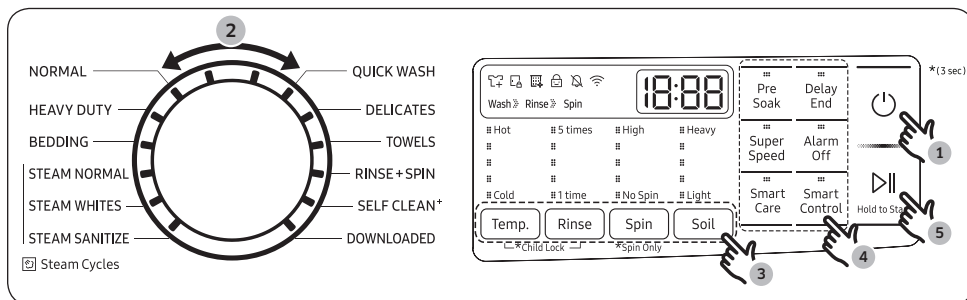 2
NORMAL
HEAVY DUTY
BEDDING
STEAM NORMAL
STEAM WHITES
STEAM SANITIZE
Steam Cycles
QUICK WASH
DELICATES
TOWELS
RINSE+SPIN
SELF CLEAN+
DOWNLOADED
Wash» Rinse» Spin
18:88
Hot 5 times High Heavy
Cold 1 time No Spin Light
Temp. Rinse Spin Soil
*Child Lock *Spin Only
3
Pre Soak
Delay End
Super Speed
Alarm Off
Smart Care
Smart Control
4
*(3 sec)
1
Hold to Sta
5